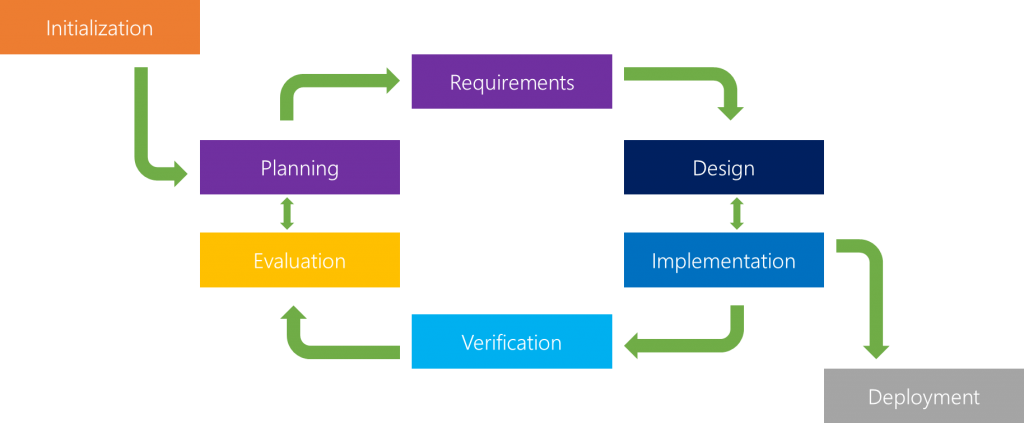 Initialization
Requirements
Planning
Design
Evaluation
Implementation
Verification
Deployment